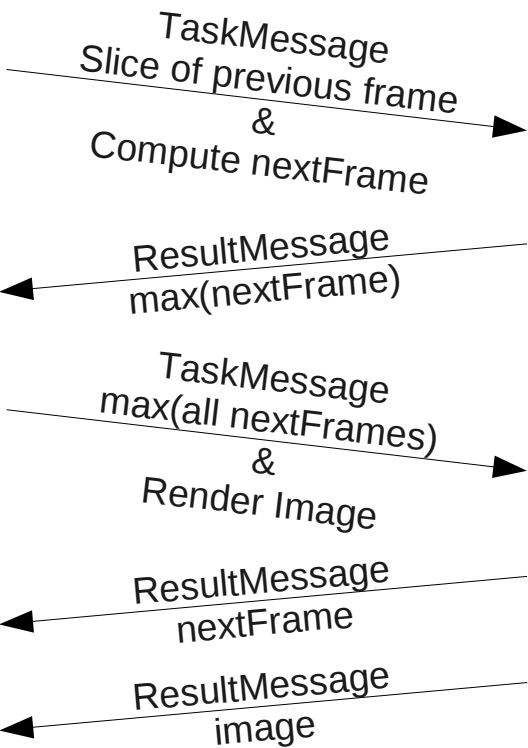 TaskMessage
Slice of previous frame
&
Compute nextFrame
ResultMessage
max(nextFrame)
TaskMessage
max(all nextFrames)
&
Render Image
ResultMessage
nextFrame
ResultMessage
image